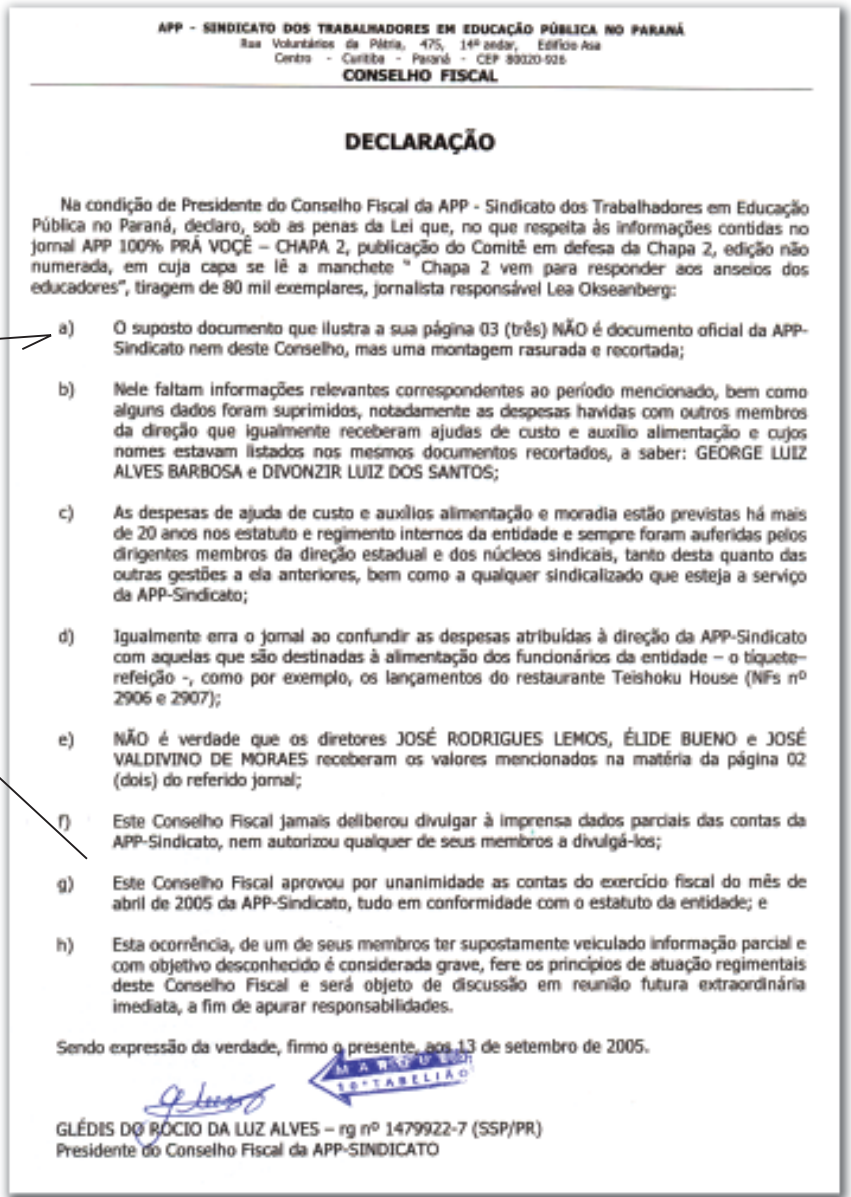 APP - SINDICATO DOS TRABALHADORES EM EDUCAÇÃO PÚBLICA NO PARANÁ
Rua Voluntários da Pátria, 475, 14º andar, Edifício Asa
Centro - Curitiba - Paraná - CEP 80020-926
CONSELHO FISCAL
DECLARAÇÃO
Na condição de Presidente do Conselho Fiscal da APP - Sindicato dos Trabalhadores em Educação
Pública no Paraná, declaro, sob as penas da Lei que, no que respeita às informações contidas no
jornal APP 100% PRÁ VOCÊ – CHAPA 2, publicação do Comitê em defesa da Chapa 2, edição não
numerada, em cuja capa se lê a manchete " Chapa 2 vem para responder aos anseios dos
educadores", tiragem de 80 mil exemplares, jornalista responsável Lea Okseanberg:
a) O suposto documento que ilustra a sua página 03 (três) NÃO é documento oficial da APP-
Sindicato nem deste Conselho, mas uma montagem rasurada e recortada;
b) Nele faltam informações relevantes correspondentes ao período mencionado, bem como
alguns dados foram suprimidos, notadamente as despesas havidas com outros membros
da direção que igualmente receberam ajudas de custo e auxílio alimentação e cujos
nomes estavam listados nos mesmos documentos recortados, a saber: GEORGE LUIZ
ALVES BARBOSA e DIVONZIR LUIZ DOS SANTOS;
c) As despesas de ajuda de custo e auxílios alimentação e moradia estão previstas há mais
de 20 anos nos estatuto e regimento internos da entidade e sempre foram auferidas pelos
dirigentes membros da direção estadual e dos núcleos sindicais, tanto desta quanto das
outras gestões a ela anteriores, bem como a qualquer sindicalizado que esteja a serviço
da APP-Sindicato;
d) Igualmente erra o jornal ao confundir as despesas atribuídas à direção da APP-Sindicato
com aquelas que são destinadas à alimentação dos funcionários da entidade – o tíquete–
refeição -, como por exemplo, os lançamentos do restaurante Teishoku House (NFs nº
2906 e 2907);
e) NÃO é verdade que os diretores JOSÉ RODRIGUES LEMOS, ÉLIDE BUENO e JOSÉ
VALDIVINO DE MORAES receberam os valores mencionados na matéria da página 02
(dois) do referido jornal;
f) Este Conselho Fiscal jamais deliberou divulgar à imprensa dados parciais das contas da
APP-Sindicato, nem autorizou qualquer de seus membros a divulgá-los;
g) Este Conselho Fiscal aprovou por unanimidade as contas do exercício fiscal do mês de
abril de 2005 da APP-Sindicato, tudo em conformidade com o estatuto da entidade; e
h) Esta ocorrência, de um de seus membros ter supostamente veiculado informação parcial e
com objetivo desconhecido é considerada grave, fere os princípios de atuação regimentais
deste Conselho Fiscal e será objeto de discussão em reunião futura extraordinária
imediata, a fim de apurar responsabilidades.
Sendo expressão da verdade, firmo o presente, aos 13 de setembro de 2005.
10º TABELIÃO
GLÉDIS DO ROCIO DA LUZ ALVES – rg nº 1479922-7 (SSP/PR)
Presidente do Conselho Fiscal da APP-SINDICATO